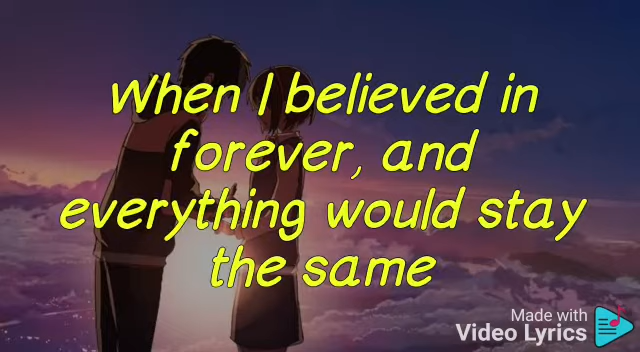 When I believed in
forever, and
everything would stay
the same
Made with
Video Lyrics